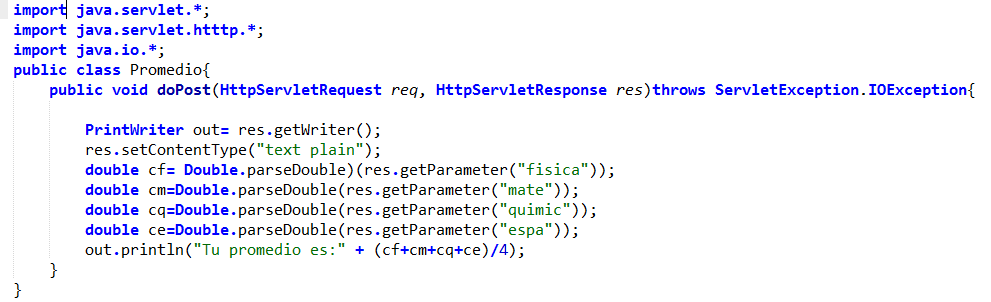 import java.servlet.*;
import java.servlet.htttp.*;
import java.io.*;
public class Promedio{
    public void doPost(HttpServletRequest req, HttpServletResponse res)throws ServletException.IOException{

        PrintWriter out= res.getWriter();
        res.setContentType("text plain");
        double cf= Double.parseDouble)(res.getParameter("fisica"));
        double cm=Double.parseDouble(res.getParameter("mate"));
        double cq=Double.parseDouble(res.getParameter("quimic"));
        double ce=Double.parseDouble(res.getParameter("espa"));
        out.println("Tu promedio es:" + (cf+cm+cq+ce)/4);
    }
}